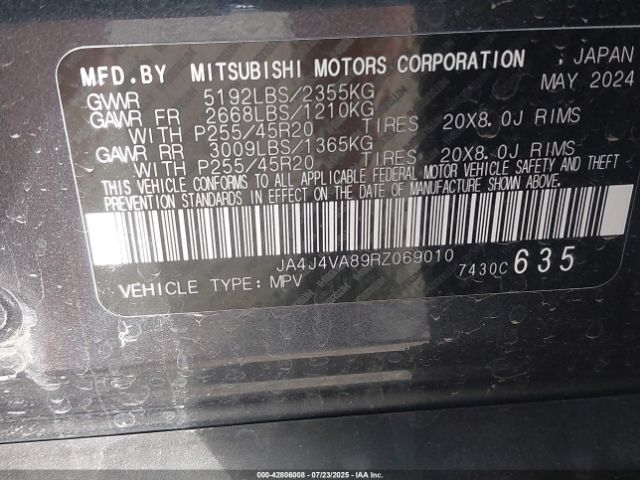 MFD.BY MITSUBISHI MOTORS CORPORATION JAPAN
GVWR 5192LBS/2355KG MAY 2024
GAWR FR 2668LBS/1210KG
WITH P255/45R20 TIRES 20X8.0J RIMS
GAWR RR 3009LBS/1365KG
WITH P255/45R20 TIRES 20X8.0J RIMS
THIS VEHICLE CONFORMS TO ALL APPLICABLE FEDERAL MOTOR VEHICLE SAFETY AND THEFT
PREVENTION STANDARDS IN EFFECT ON THE DATE OF MANUFACTURE SHOWN ABOVE.
JA4J4VA89RZ069010 7430C 635
VEHICLE TYPE: MPV
000-42806008 - 07/23/2025 - IAAI.COM